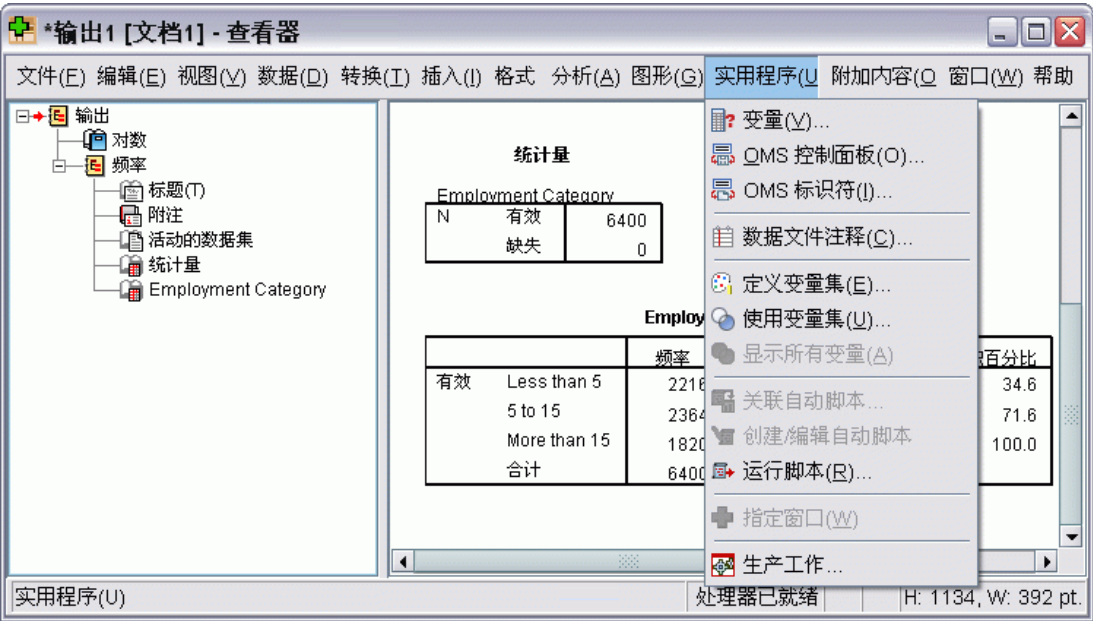 *输出1 [文档1] - 查看器
文件(F) 编辑(E) 视图(V) 数据(D) 转换(T) 插入(I) 格式 分析(A) 图形(G) 实用程序(U 附加内容(O 窗口(W) 帮助
输出
对数
频率
标题(T)
附注
活动的数据集
统计量
Employment Category
统计量
Employment Category
N 有效 6400
缺失 0
Employ
频率 百分比
有效 Less than 5 2216 34.6
5 to 15 2364 71.6
More than 15 1820 100.0
合计 6400
变量(V)...
OMS 控制面板(O)...
OMS 标识符(I)...
数据文件注释(C)...
定义变量集(E)...
使用变量集(U)...
显示所有变量(A)
关联自动脚本...
创建/编辑自动脚本
运行脚本(R)...
指定窗口(W)
生产工作...
实用程序(U) 处理器已就绪 H: 1134, W: 392 pt.